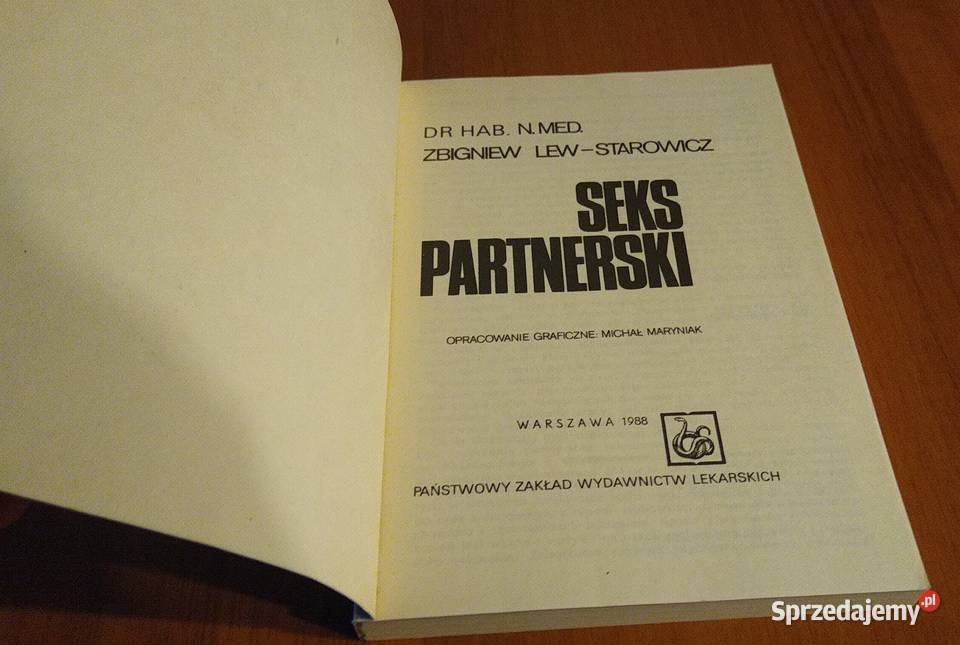 DR HAB. N. MED.
ZBIGNIEW LEW-STAROWICZ
SEKS
PARTNERSKI
OPRACOWANIE GRAFICZNE: MICHAŁ MARYNIAK
WARSZAWA 1988
PAŃSTWOWY ZAKŁAD WYDAWNICTW LEKARSKICH
Sprzedajemy.pl